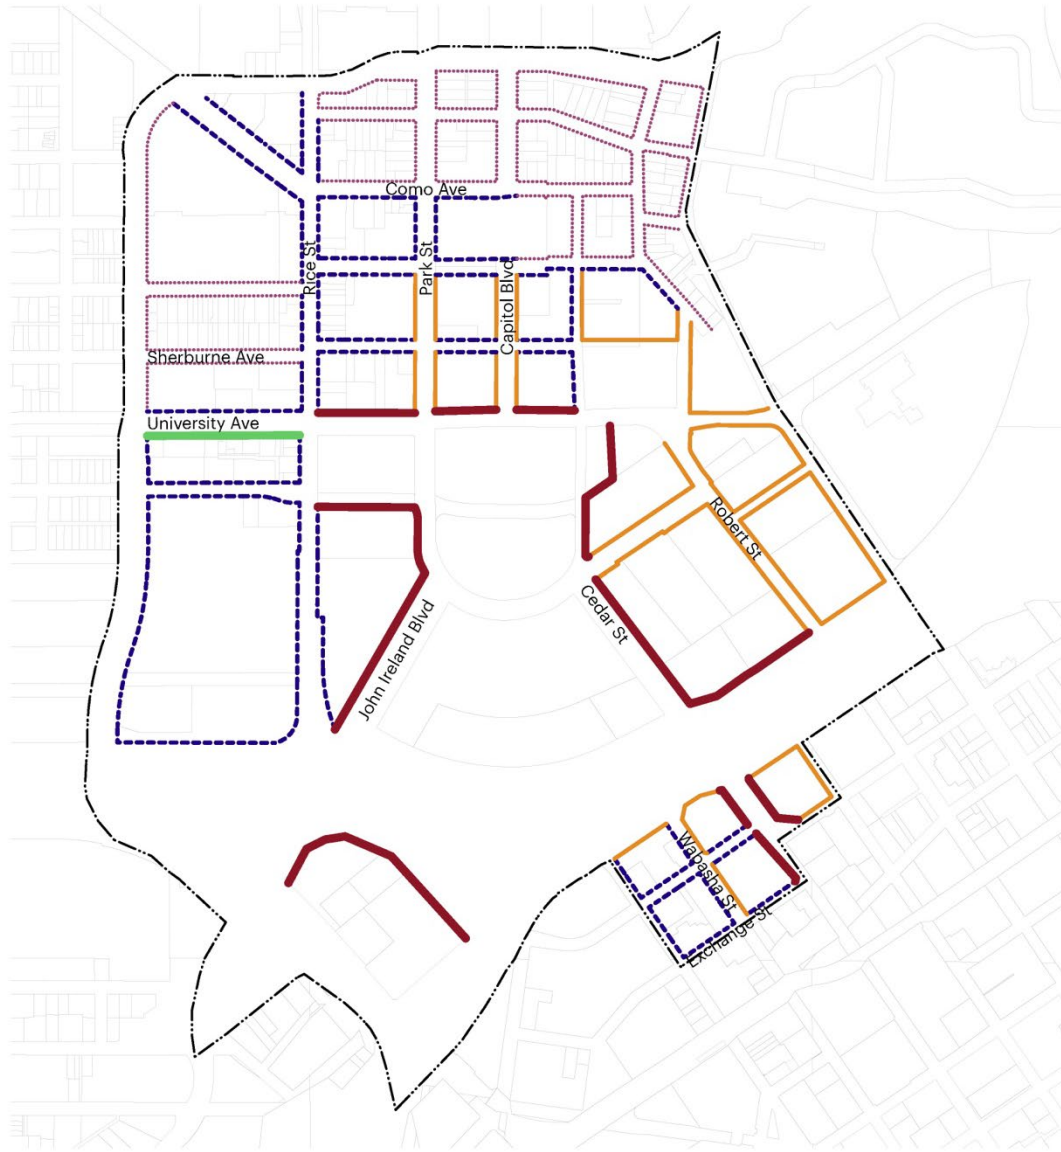 Como Ave
Rice St
Park St
Capitol Blvd
Sherburne Ave
University Ave
Robert St
Cedar St
John Ireland Blvd
Wabasha St
Exchange St